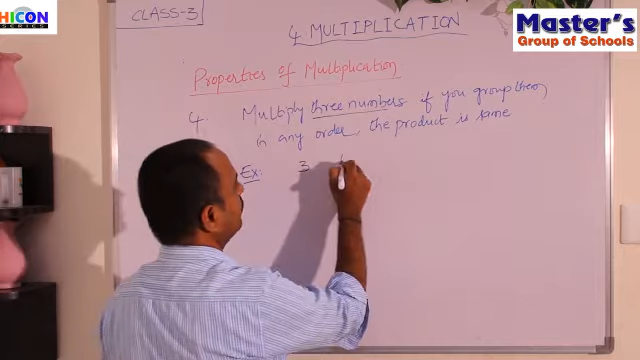 HICON
SERIES
CLASS-3
4 MULTIPLICATION
Master's
Group of Schools
Properties of Multiplication
4. Multiply three numbers if you group them
in any order, the product is same
Ex: 3